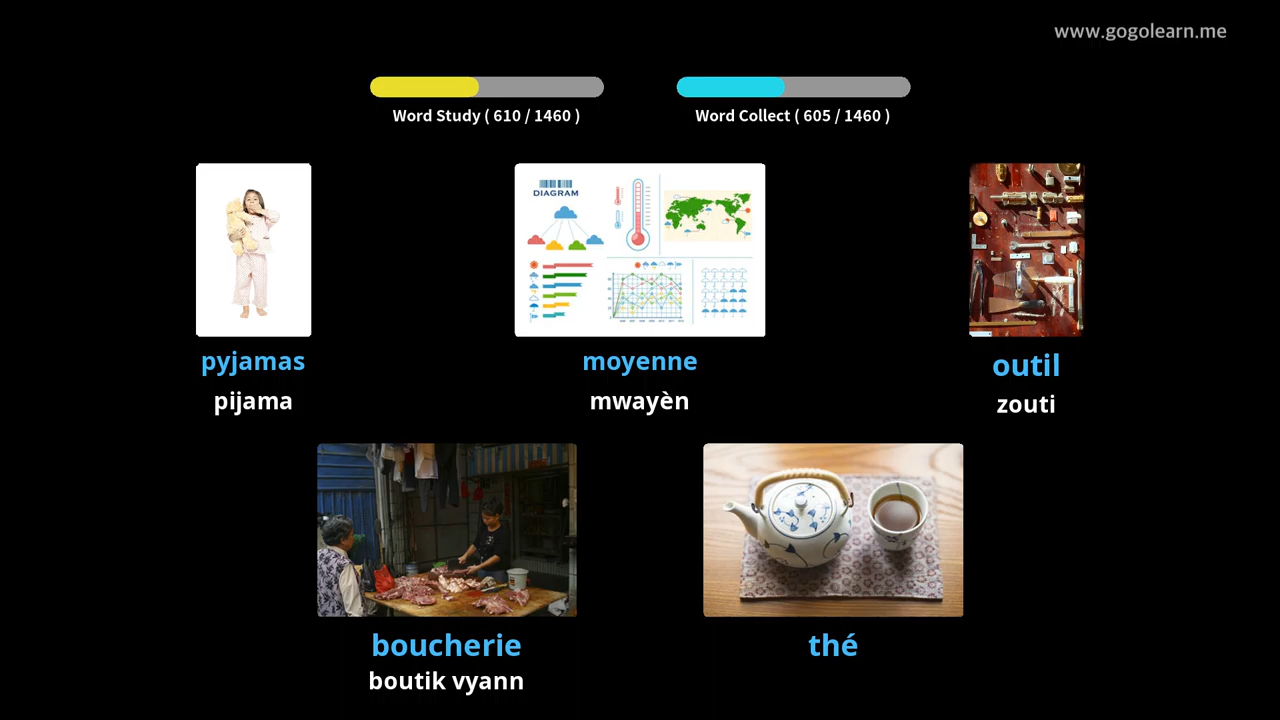 www.gogolearn.me
Word Study ( 610 / 1460 )
Word Collect ( 605 / 1460 )
DIAGRAM
pyjamas
pijama
moyenne
mwayèn
outil
zouti
boucherie
boutik vyann
thé